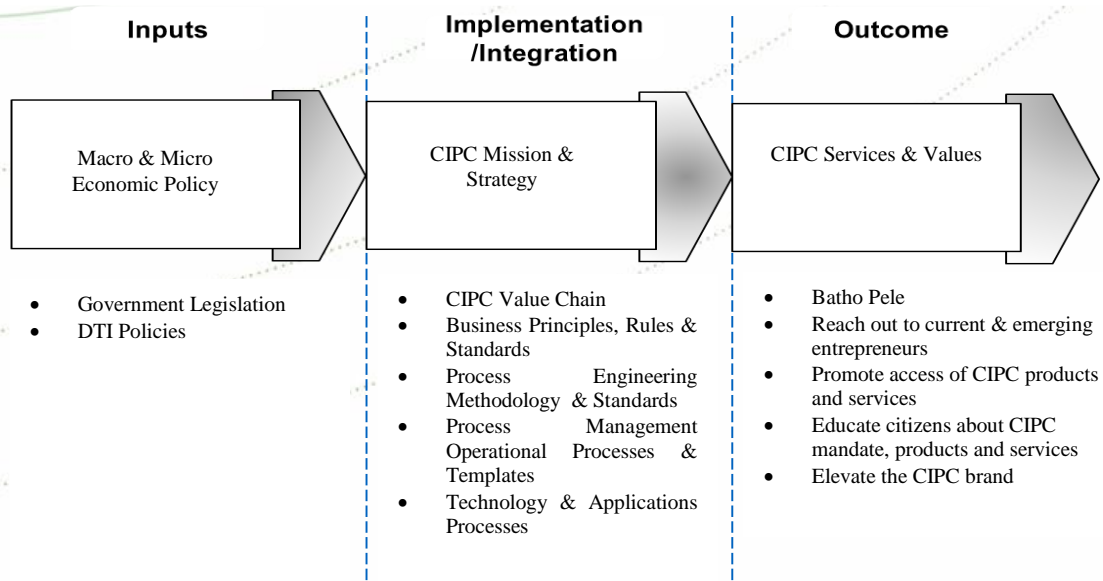 Inputs
Macro & Micro
Economic Policy
• Government Legislation
• DTI Policies
Implementation
/Integration
CIPC Mission &
Strategy
• CIPC Value Chain
• Business Principles, Rules &
Standards
• Process Engineering
Methodology & Standards
• Process Management
Operational Processes &
Templates
• Technology & Applications
Processes
Outcome
CIPC Services & Values
• Batho Pele
• Reach out to current & emerging
entrepreneurs
• Promote access of CIPC products
and services
• Educate citizens about CIPC
mandate, products and services
• Elevate the CIPC brand